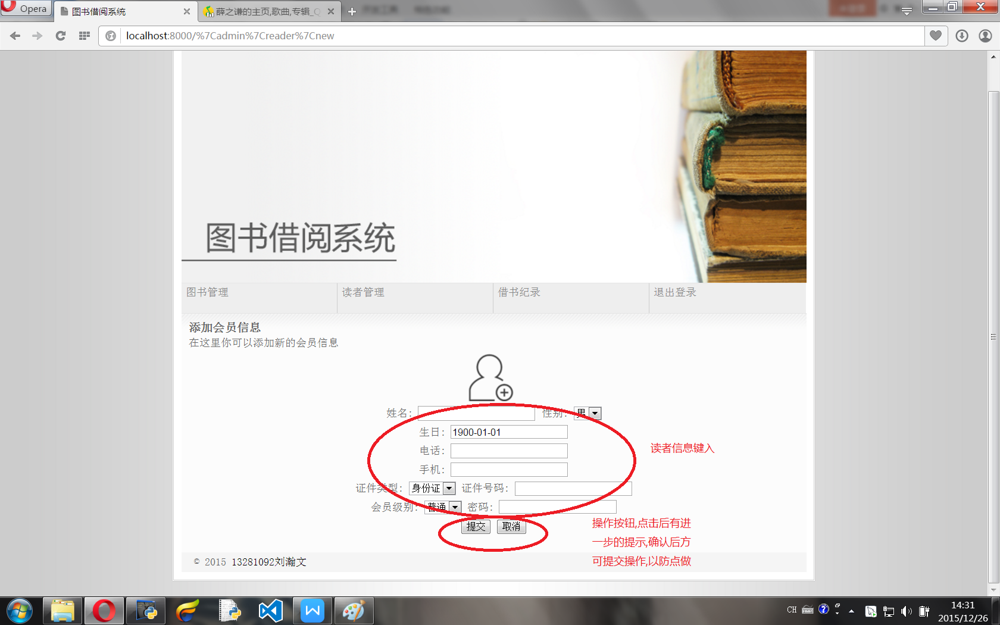 Opera
图书借阅系统
薛之谦的主页,歌曲,专辑_Q
localhost:8000/%7Cadmin%7Creader%7Cnew
图书借阅系统
图书管理 读者管理 借书纪录 退出登录
添加会员信息
在这里你可以添加新的会员信息
姓名： 性别： 男
生日： 1900-01-01
电话：
读者信息键入
手机：
证件类型： 身份证 证件号码：
会员级别： 普通 密码：
提交 取消
操作按钮,点击后有进
一步的提示,确认后方
可提交操作,以防点做
© 2015 13281092刘瀚文
CH
14:31
2015/12/26